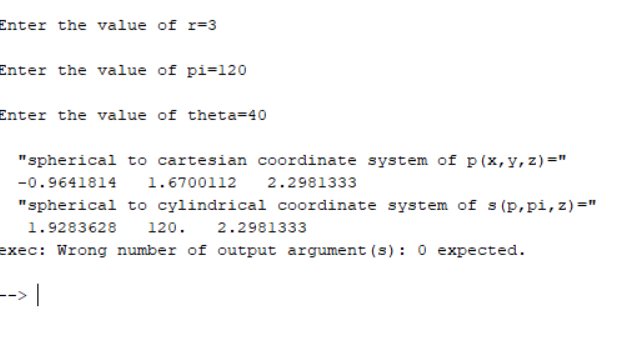 Enter the value of r=3
Enter the value of pi=120
Enter the value of theta=40
"spherical to cartesian coordinate system of p(x,y,z)="
-0.9641814 1.6700112 2.2981333
"spherical to cylindrical coordinate system of s(p,pi,z)="
1.9283628 120. 2.2981333
exec: Wrong number of output argument(s): 0 expected.
-->